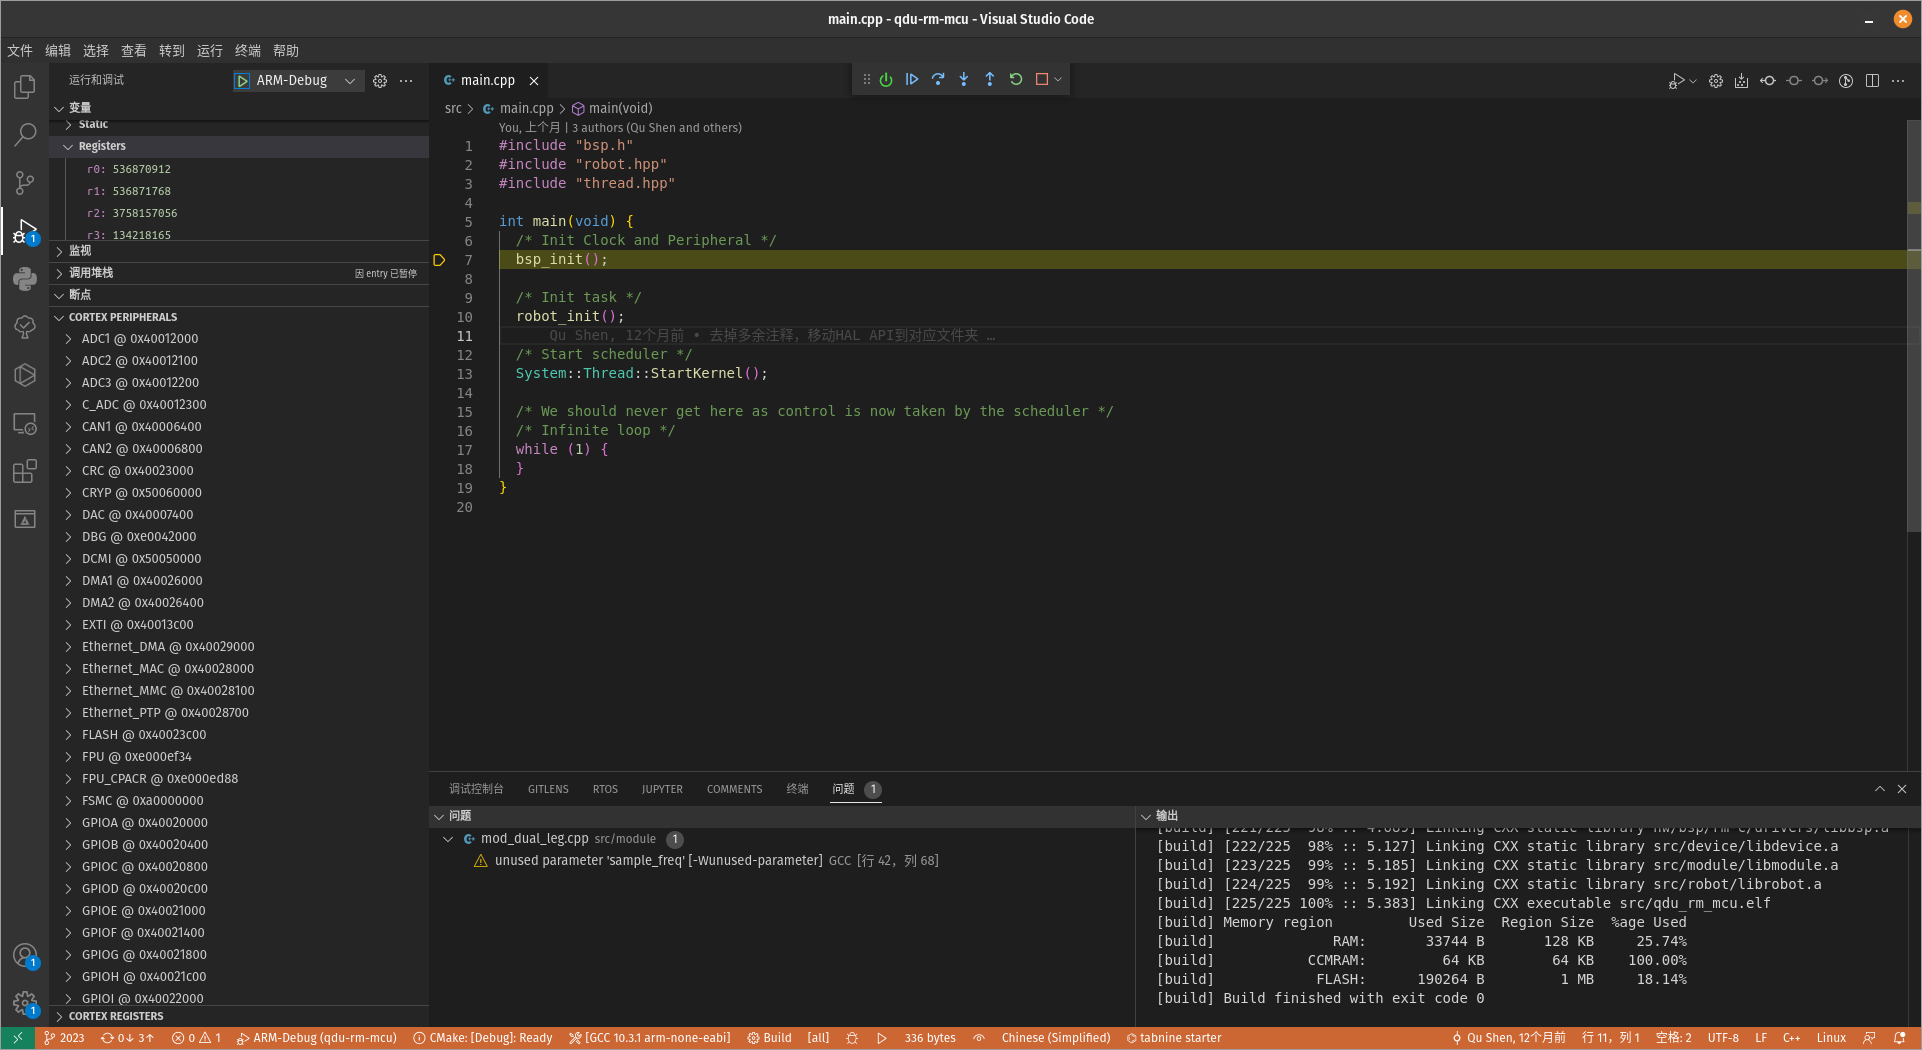 main.cpp - qdu-rm-mcu - Visual Studio Code
文件 编辑 选择 查看 转到 运行 终端 帮助
运行和调试 ARM-Debug
变量
Static
Registers
r0: 536870912
r1: 536871768
r2: 3758157056
r3: 134218165
监视
调用堆栈 因 entry 已暂停
断点
CORTEX PERIPHERALS
ADC1 @ 0x40012000
ADC2 @ 0x40012100
ADC3 @ 0x40012200
C_ADC @ 0x40012300
CAN1 @ 0x40006400
CAN2 @ 0x40006800
CRC @ 0x40023000
CRYP @ 0x50060000
DAC @ 0x40007400
DBG @ 0xe0042000
DCMI @ 0x50050000
DMA1 @ 0x40026000
DMA2 @ 0x40026400
EXTI @ 0x40013c00
Ethernet_DMA @ 0x40029000
Ethernet_MAC @ 0x40028000
Ethernet_MMC @ 0x40028100
Ethernet_PTP @ 0x40028700
FLASH @ 0x40023c00
FPU @ 0xe000ef34
FPU_CPACR @ 0xe000ed88
FSMC @ 0xa0000000
GPIOA @ 0x40020000
GPIOB @ 0x40020400
GPIOC @ 0x40020800
GPIOD @ 0x40020c00
GPIOE @ 0x40021000
GPIOF @ 0x40021400
GPIOG @ 0x40021800
GPIOH @ 0x40021c00
GPIOI @ 0x40022000
CORTEX REGISTERS
1
1
1
main.cpp
src > main.cpp > main(void)
You, 上个月 | 3 authors (Qu Shen and others)
1 #include "bsp.h"
2 #include "robot.hpp"
3 #include "thread.hpp"
4
5 int main(void) {
6 /* Init Clock and Peripheral */
7 bsp_init();
8
9 /* Init task */
10 robot_init();
11 Qu Shen, 12个月前 • 去掉多余注释，移动HAL API到对应文件夹 …
12 /* Start scheduler */
13 System::Thread::StartKernel();
14
15 /* We should never get here as control is now taken by the scheduler */
16 /* Infinite loop */
17 while (1) {
18 }
19 }
20
调试控制台 GITLENS RTOS JUPYTER COMMENTS 终端 问题 1
问题
mod_dual_leg.cpp src/module 1
unused parameter 'sample_freq' [-Wunused-parameter] GCC [行 42，列 68]
输出
[build] [221/225 98% :: 4.889] Linking CXX static library hw/bsp/rm-c/drivers/libbsp.a
[build] [222/225 98% :: 5.127] Linking CXX static library src/device/libdevice.a
[build] [223/225 99% :: 5.185] Linking CXX static library src/module/libmodule.a
[build] [224/225 99% :: 5.192] Linking CXX static library src/robot/librobot.a
[build] [225/225 100% :: 5.383] Linking CXX executable src/qdu_rm_mcu.elf
[build] Memory region Used Size Region Size %age Used
[build] RAM: 33744 B 128 KB 25.74%
[build] CCMRAM: 64 KB 64 KB 100.00%
[build] FLASH: 190264 B 1 MB 18.14%
[build] Build finished with exit code 0
2023 0↓ 3↑ 0 1 ARM-Debug (qdu-rm-mcu) CMake: [Debug]: Ready [GCC 10.3.1 arm-none-eabi] Build [all] 336 bytes Chinese (Simplified) tabnine starter Qu Shen, 12个月前 行 11，列 1 空格: 2 UTF-8 LF C++ Linux